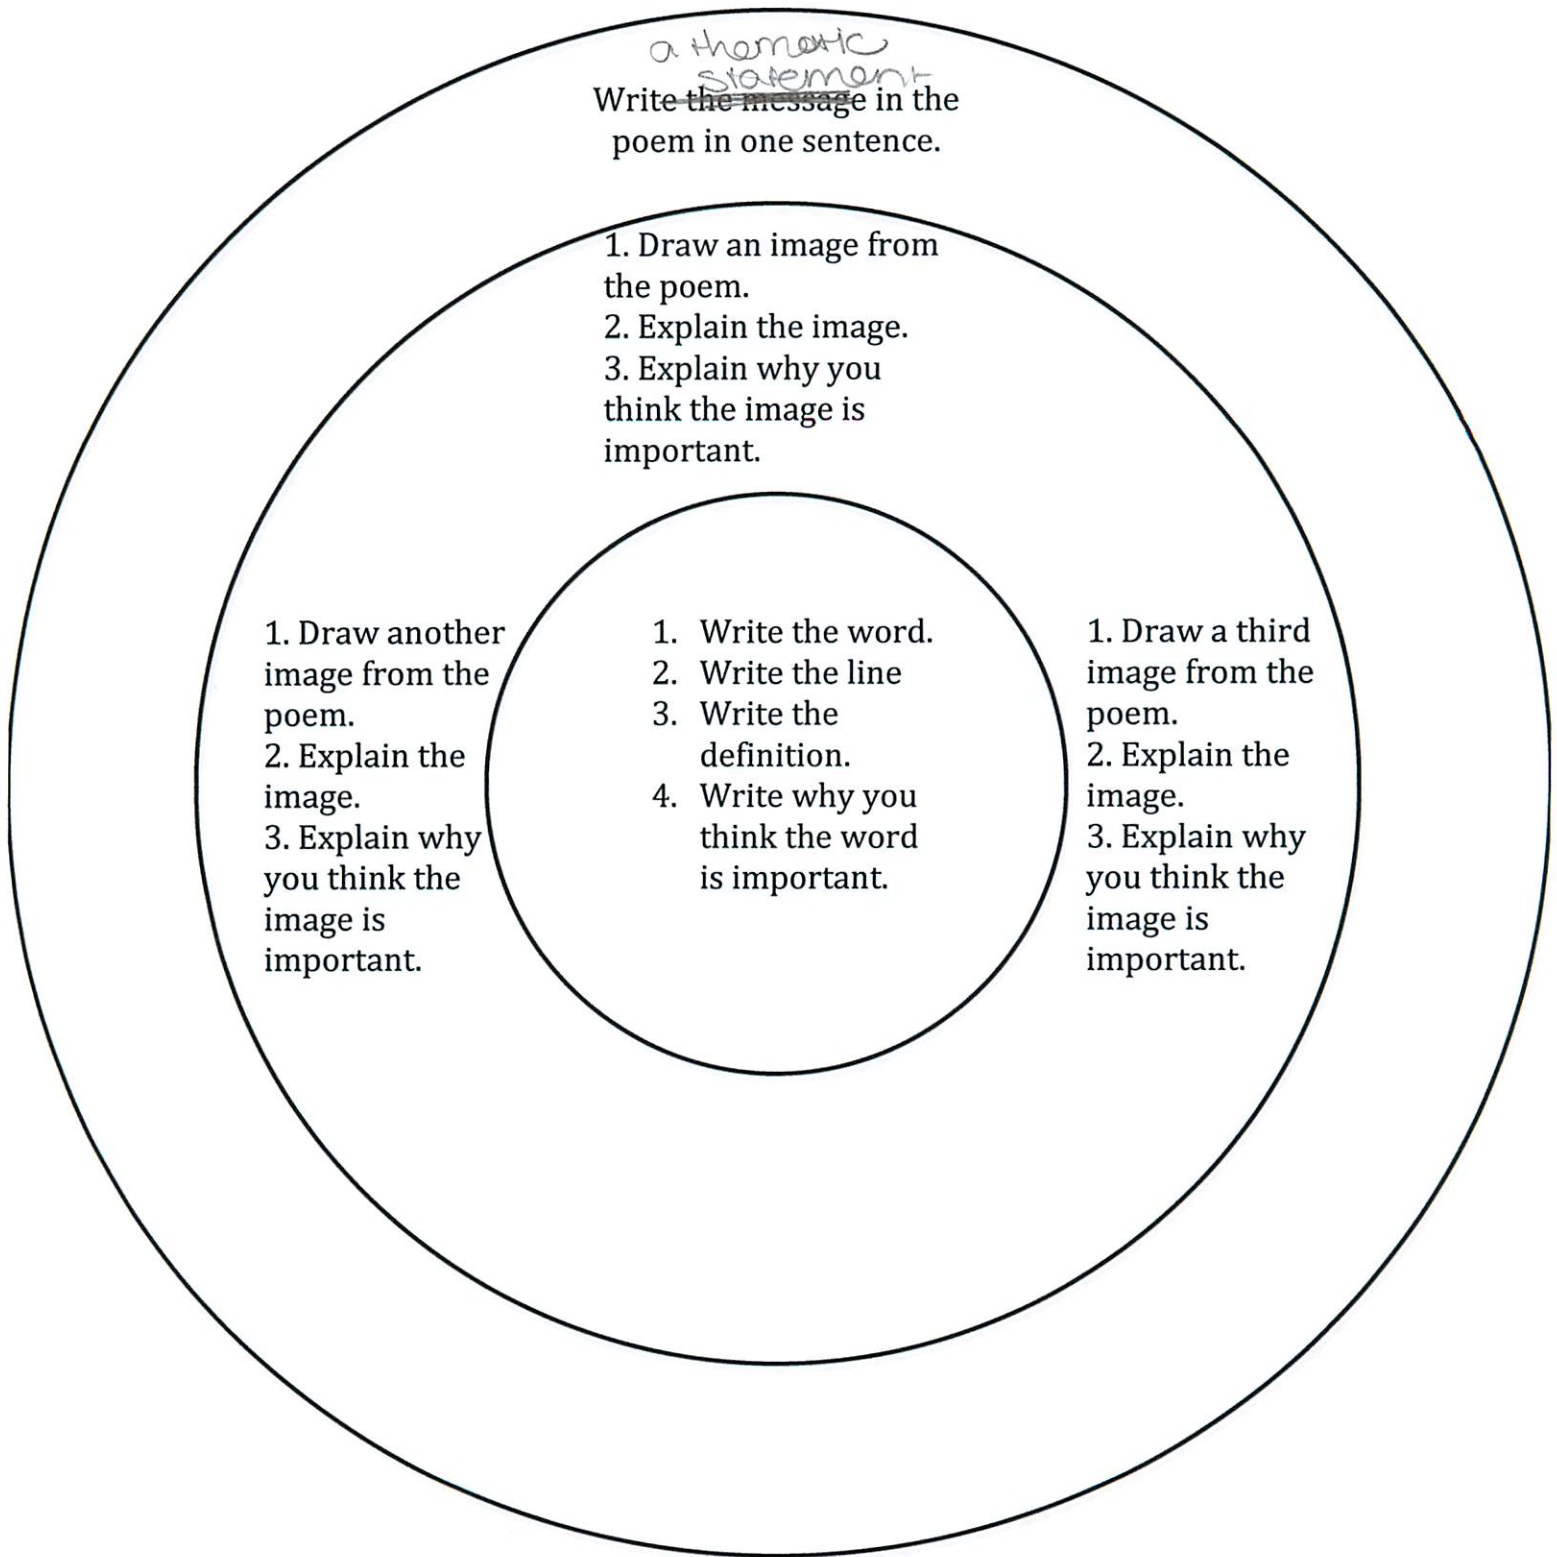 a thematic
statement
Write the message in the
poem in one sentence.
1. Draw an image from
the poem.
2. Explain the image.
3. Explain why you
think the image is
important.
1. Draw another
image from the
poem.
2. Explain the
image.
3. Explain why
you think the
image is
important.
1. Write the word.
2. Write the line
3. Write the
definition.
4. Write why you
think the word
is important.
1. Draw a third
image from the
poem.
2. Explain the
image.
3. Explain why
you think the
image is
important.